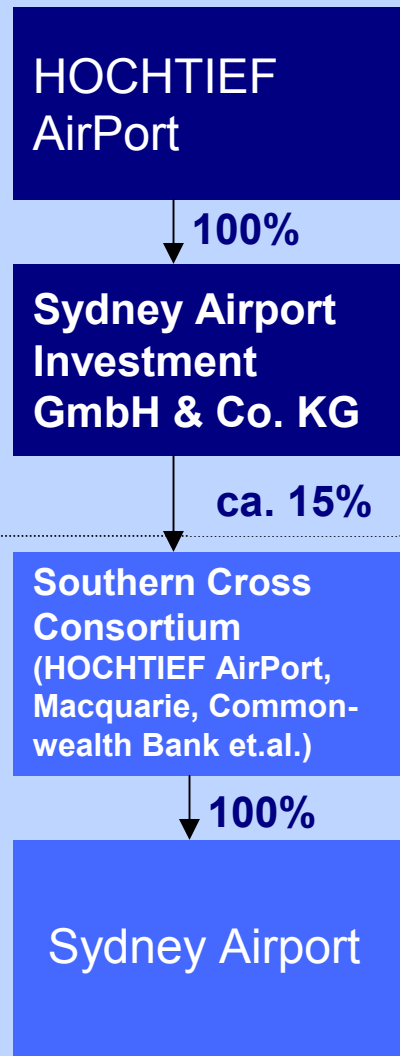 HOCHTIEF
AirPort
100%
Sydney Airport
Investment
GmbH & Co. KG
ca. 15%
Southern Cross
Consortium
(HOCHTIEF AirPort,
Macquarie, Common-
wealth Bank et.al.)
100%
Sydney Airport